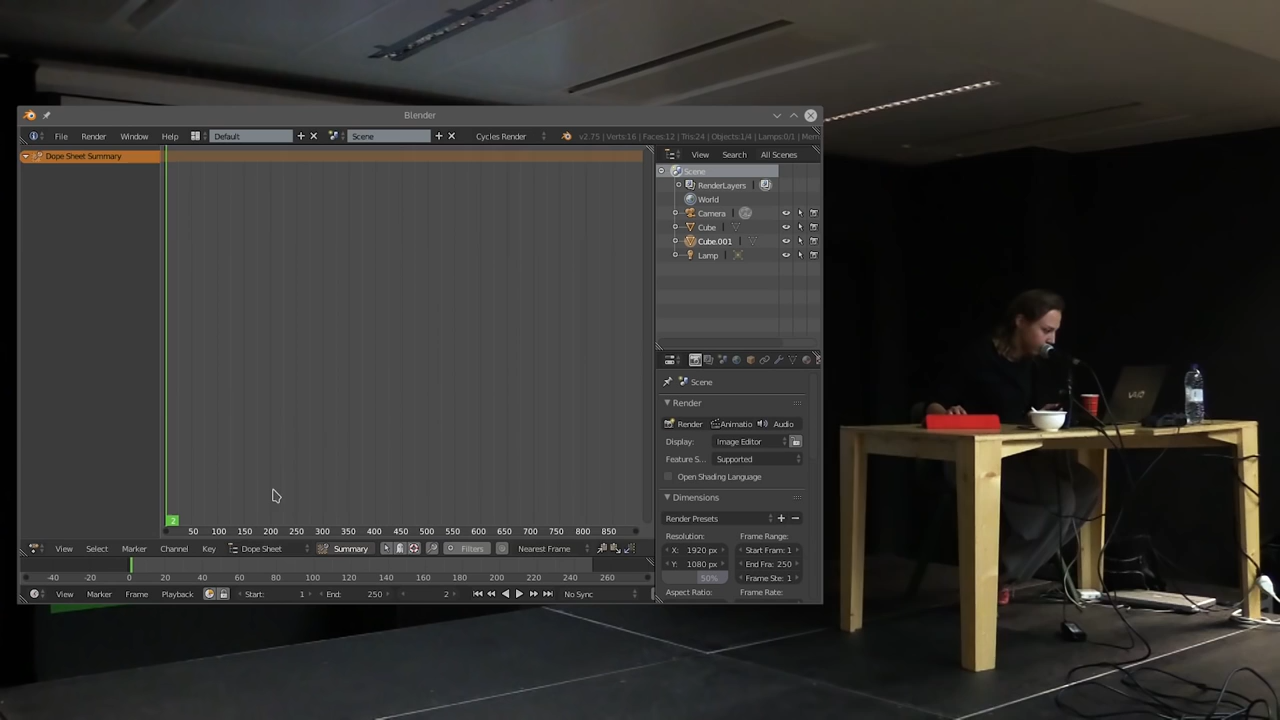 Blender
File Render Window Help Default Scene Cycles Render v2.75 | Verts:16 | Faces:12 | Tris:24 | Objects:1/4 | Lamps:0/1 | Mem
Dope Sheet Summary
View Search All Scenes
Scene
RenderLayers
World
Camera
Cube
Cube.001
Lamp
Scene
Render
Render Animatio Audio
Display: Image Editor
Feature S... Supported
Open Shading Language
Dimensions
Render Presets
Resolution: Frame Range:
X: 1920 px Start Fram: 1
Y: 1080 px End Fra: 250
50% Frame Ste: 1
Aspect Ratio: Frame Rate:
2
50 100 150 200 250 300 350 400 450 500 550 600 650 700 750 800 850
View Select Marker Channel Key Dope Sheet Summary Filters Nearest Frame
-40 -20 0 20 40 60 80 100 120 140 160 180 200 220 240 260
View Marker Frame Playback Start: 1 End: 250 2 No Sync
VAIO